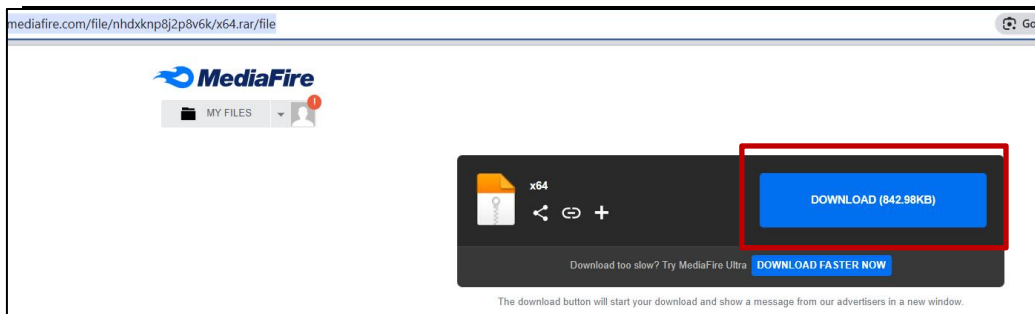 mediafire.com/file/nhdxknp8j2p8v6k/x64.rar/file
Go
MediaFire
MY FILES
!
x64
DOWNLOAD (842.98KB)
Download too slow? Try MediaFire Ultra DOWNLOAD FASTER NOW
The download button will start your download and show a message from our advertisers in a new window.